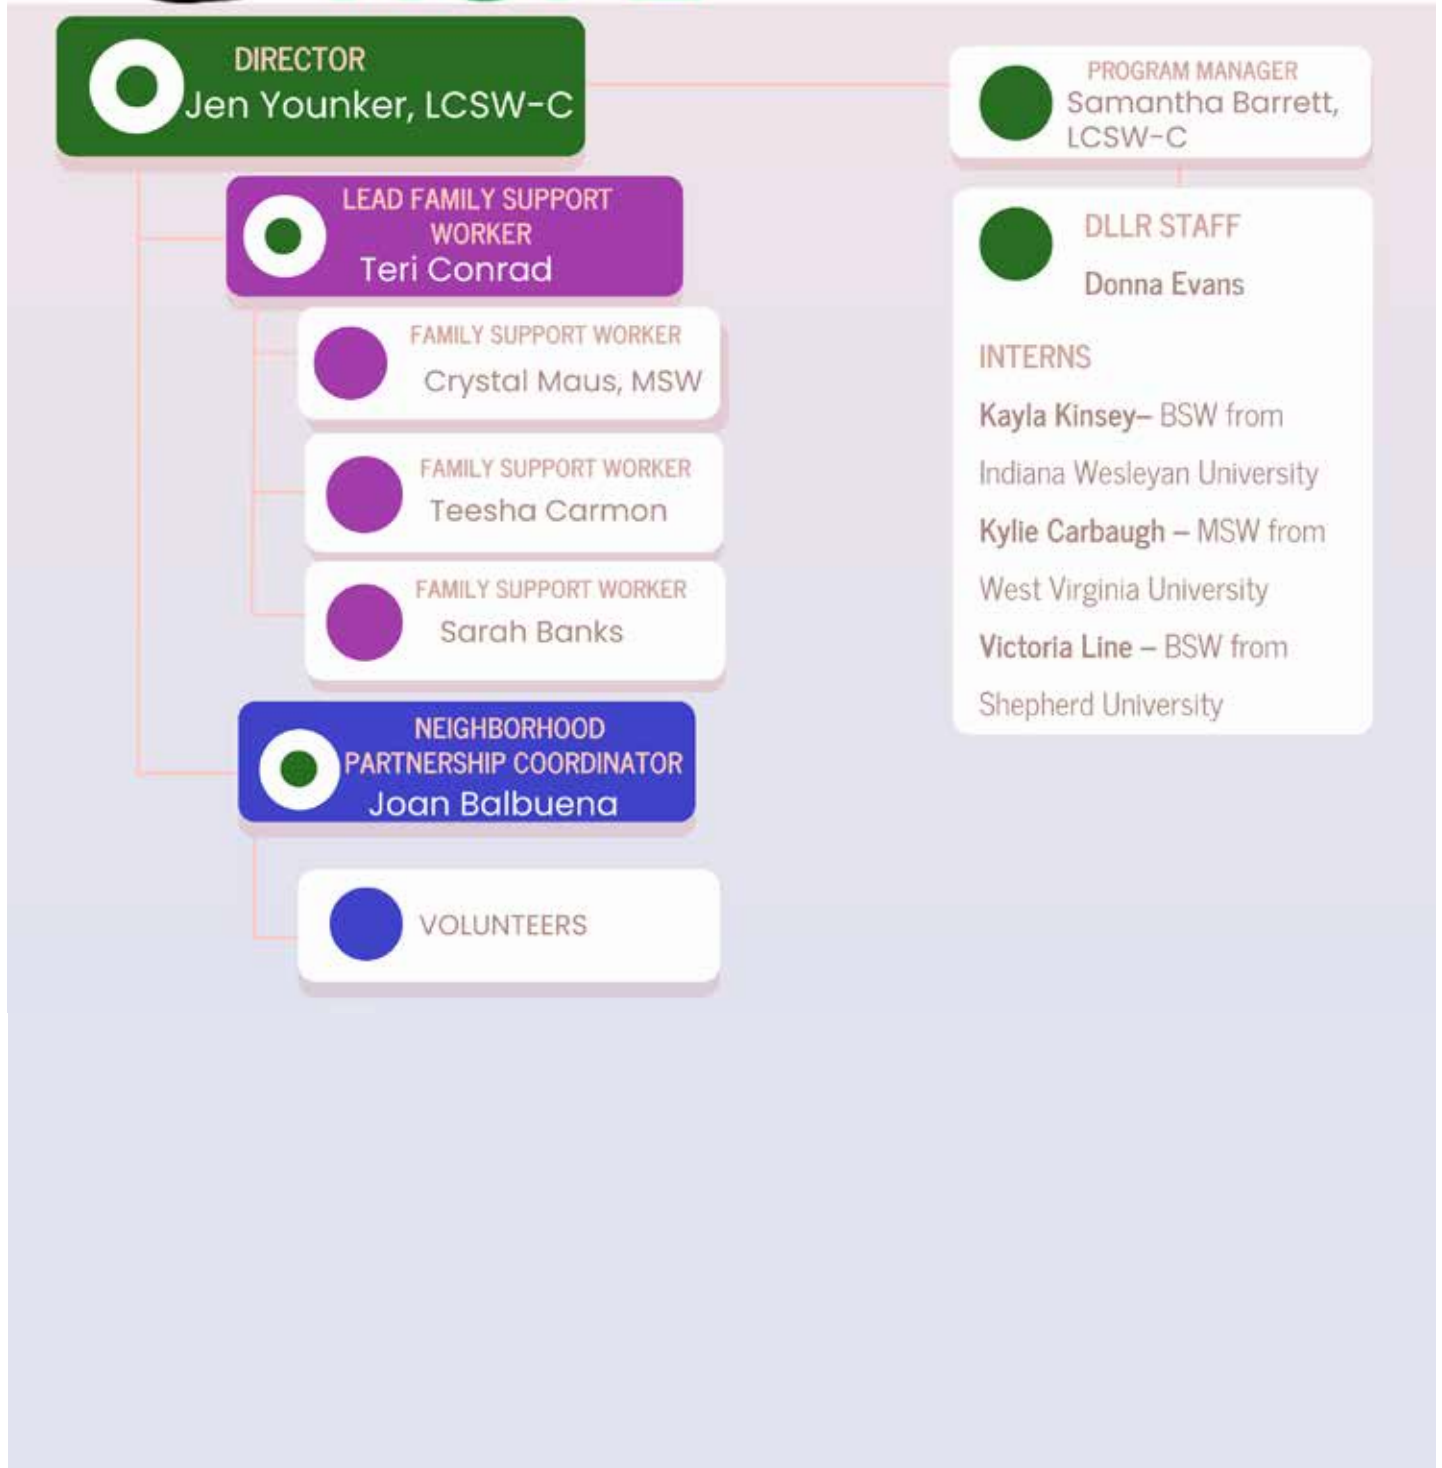 DIRECTOR
Jen Younker, LCSW-C
PROGRAM MANAGER
Samantha Barrett,
LCSW-C
LEAD FAMILY SUPPORT
WORKER
Teri Conrad
FAMILY SUPPORT WORKER
Crystal Maus, MSW
FAMILY SUPPORT WORKER
Teesha Carmon
FAMILY SUPPORT WORKER
Sarah Banks
NEIGHBORHOOD
PARTNERSHIP COORDINATOR
Joan Balbuena
VOLUNTEERS
DLLR STAFF
Donna Evans
INTERNS
Kayla Kinsey– BSW from
Indiana Wesleyan University
Kylie Carbaugh – MSW from
West Virginia University
Victoria Line – BSW from
Shepherd University